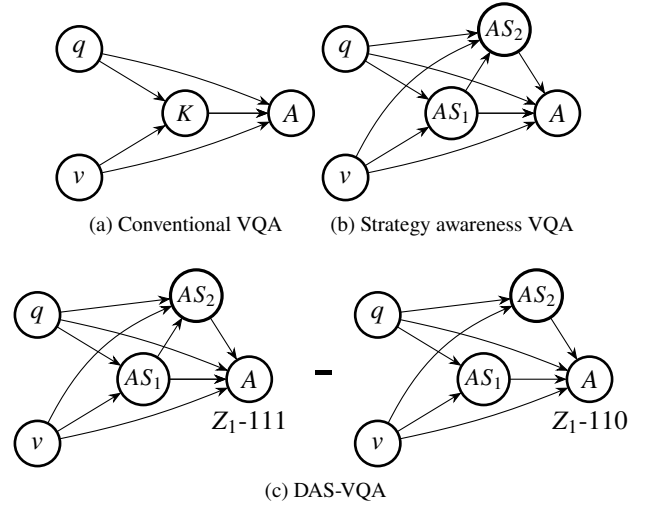 q
AS₂
q
K
A
AS₁
A
v
v
(a) Conventional VQA
(b) Strategy awareness VQA
q
AS₂
q
AS₂
AS₁
A
AS₁
A
Z₁-111
Z₁-110
v
v
(c) DAS-VQA